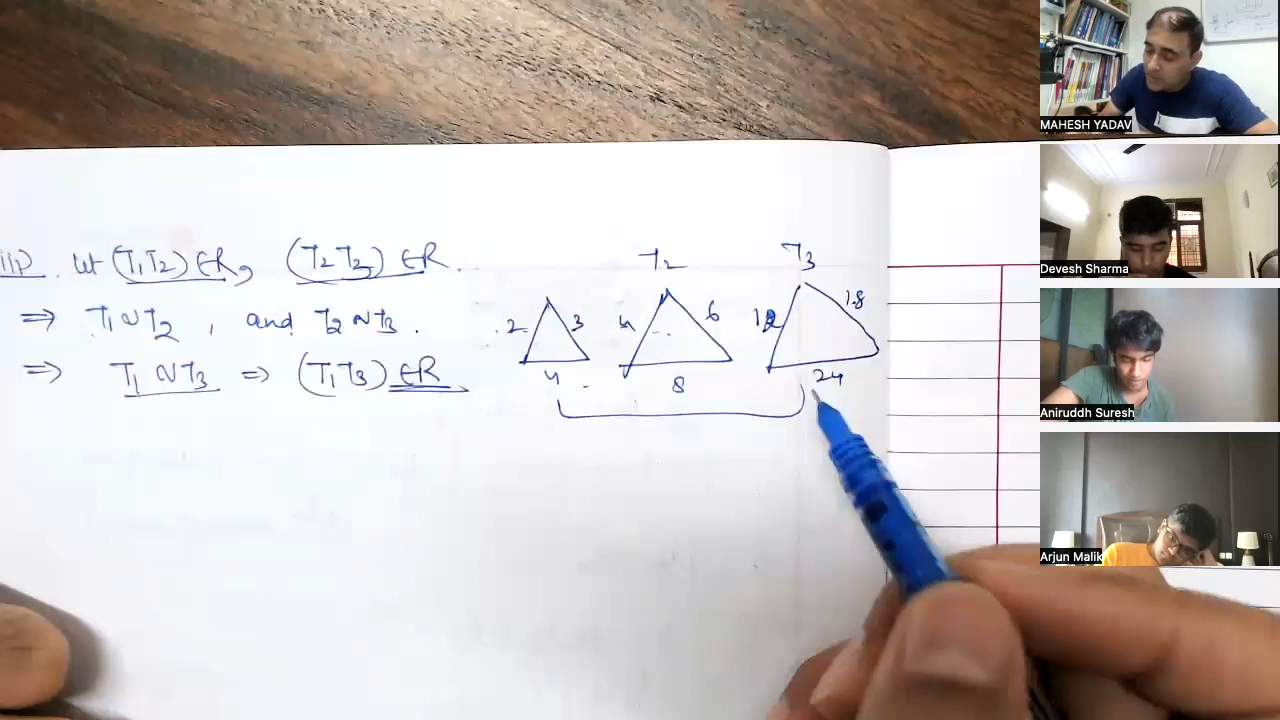 iii). Let (T₁T₂) ∈ R, (T₂T₃) ∈ R.
⇒ T₁ ~ T₂, and T₂ ~ T₃.
⇒ T₁ ~ T₃ ⇒ (T₁T₃) ∈ R
T₂ T₃
2 3 4 6 12 18
4 8 24
MAHESH YADAV
Devesh Sharma
Aniruddh Suresh
Arjun Malik